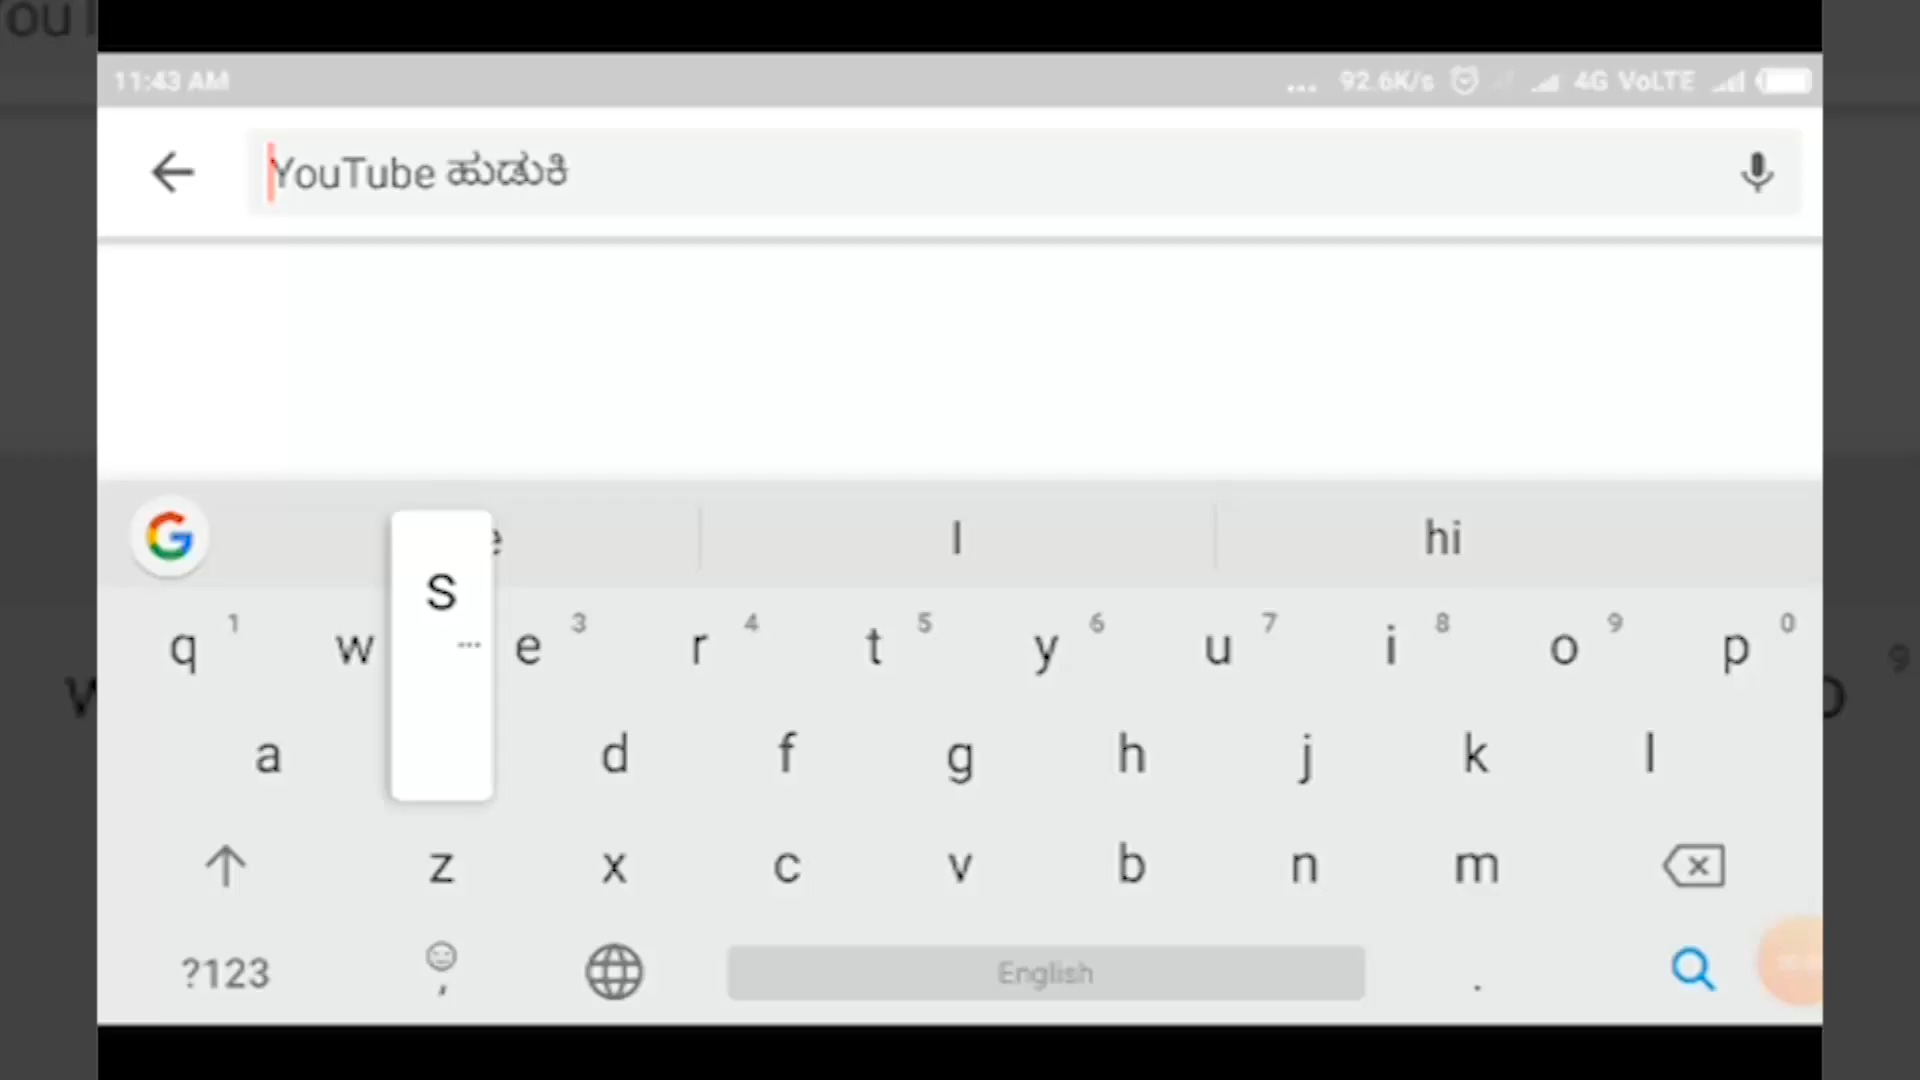 11:43 AM ... 92.6K/s 4G VoLTE
YouTube ಹುಡುಕಿ
I hi
S
q 1 w e 3 r 4 t 5 y 6 u 7 i 8 o 9 p 0
a d f g h j k l
z x c v b n m
?123 , English .